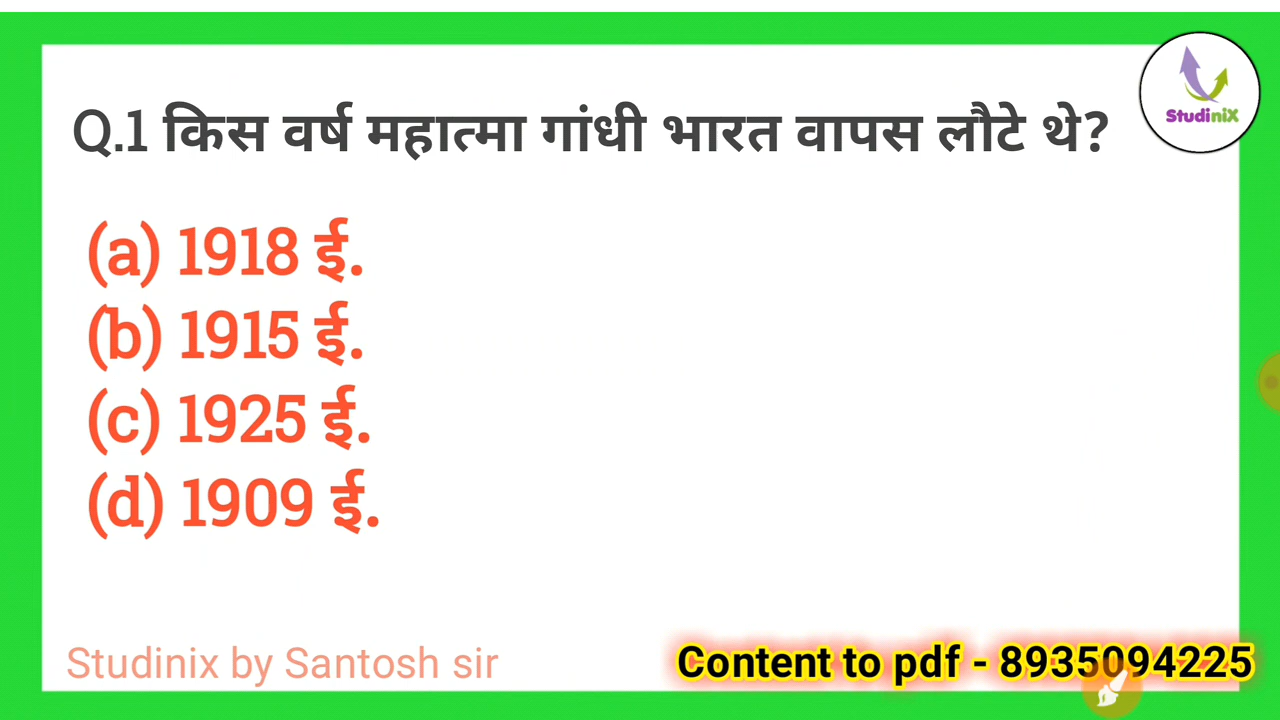 Q.1 किस वर्ष महात्मा गांधी भारत वापस लौटे थे?
StudiniX
(a) 1918 ई.
(b) 1915 ई.
(c) 1925 ई.
(d) 1909 ई.
Studinix by Santosh sir
Content to pdf - 8935094225